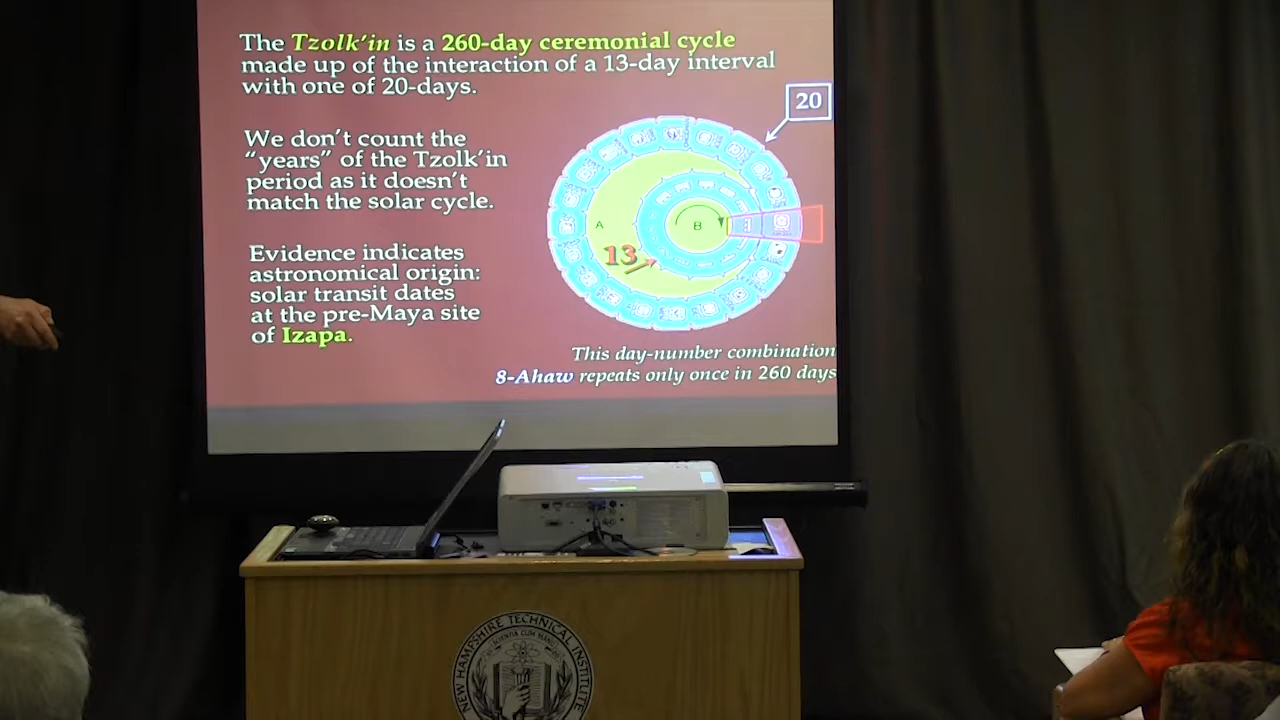 The Tzolk'in is a 260-day ceremonial cycle
made up of the interaction of a 13-day interval
with one of 20-days.
20
We don't count the
"years" of the Tzolk'in
period as it doesn't
match the solar cycle.
A
B
13
Evidence indicates
astronomical origin:
solar transit dates
at the pre-Maya site
of Izapa.
This day-number combination
8-Ahaw repeats only once in 260 days
NEW HAMPSHIRE TECHNICAL INSTITUTE